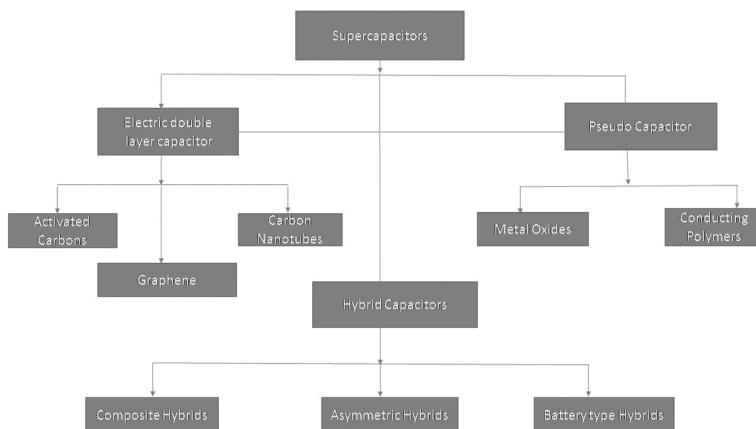 Supercapacitors
Electric double
layer capacitor
Pseudo Capacitor
Activated
Carbons
Carbon
Nanotubes
Metal Oxides
Conducting
Polymers
Graphene
Hybrid Capacitors
Composite Hybrids
Asymmetric Hybrids
Battery type Hybrids